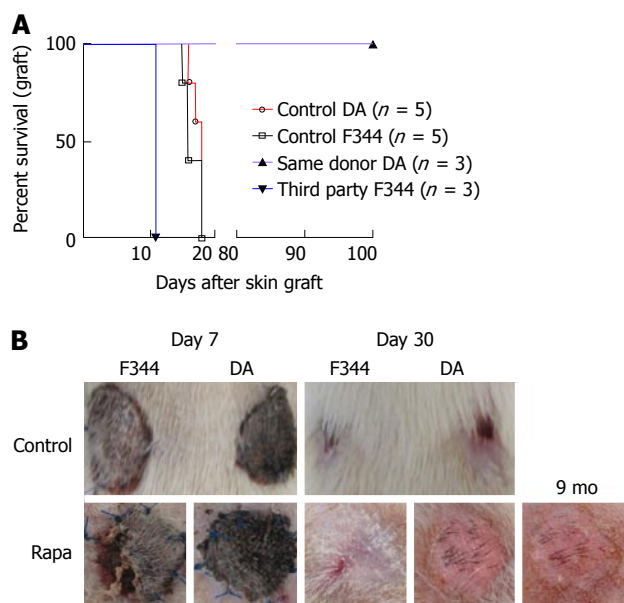 A
Percent survival (graft)
100
50
0
10
20
80
90
100
Days after skin graft
Control DA (n = 5)
Control F344 (n = 5)
Same donor DA (n = 3)
Third party F344 (n = 3)
B
Day 7
Day 30
F344
DA
F344
DA
Control
9 mo
Rapa